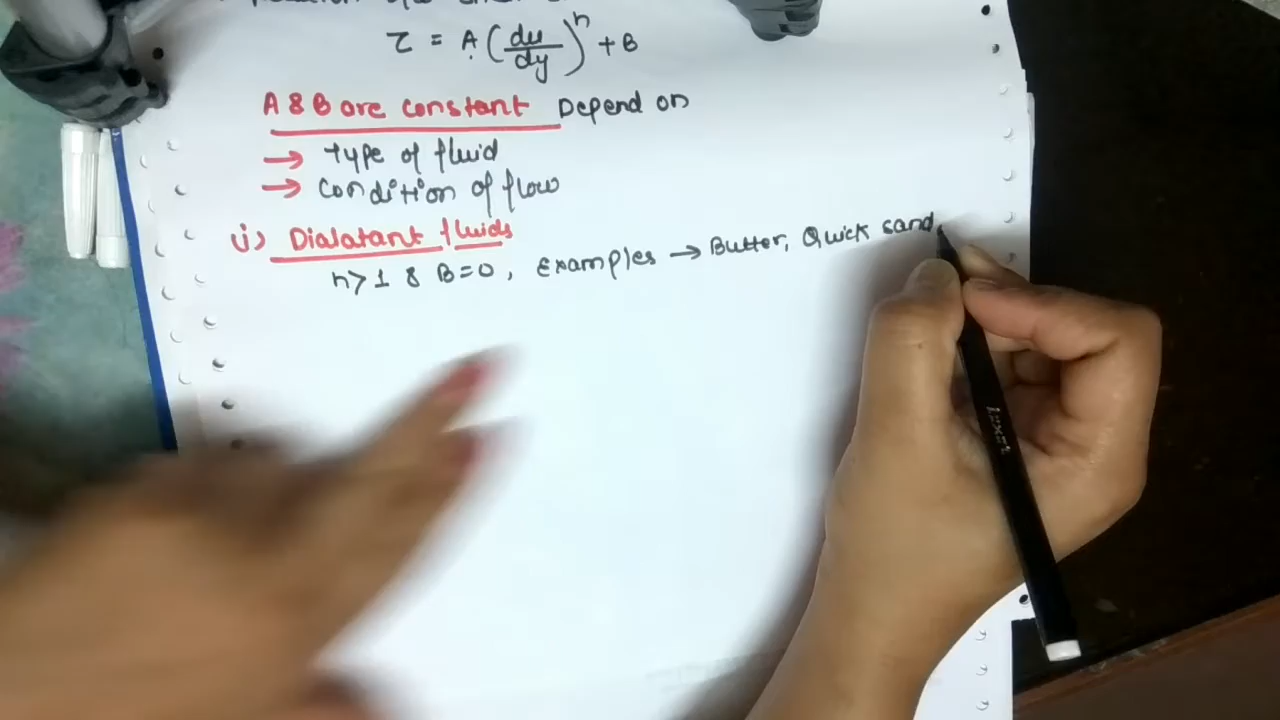 τ = A (du/dy)^n + B
A & B are constant Depend on
→ Type of fluid
→ Condition of flow
(i) Dialatant fluids
n > 1 & B = 0, Examples → Butter, Quick sand